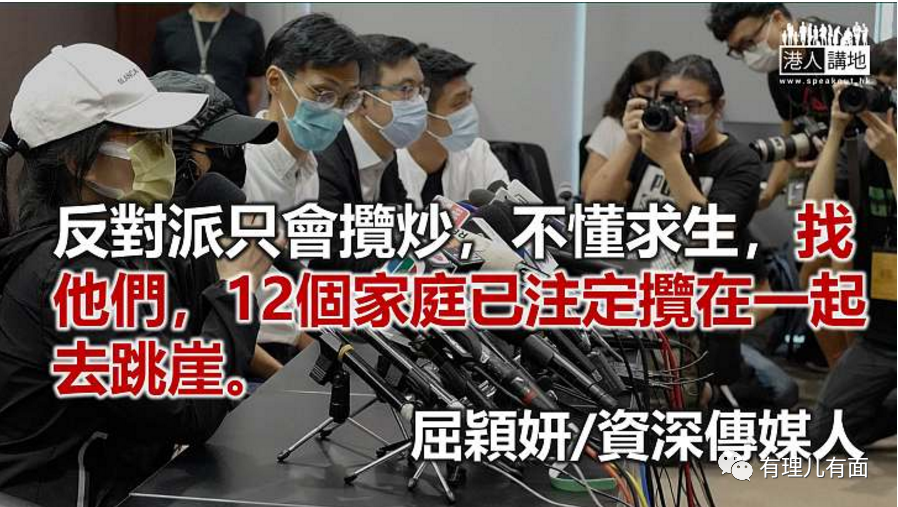 港人講地
www.speakout.hk
BLANCA
反對派只會攬炒，不懂求生，找
他們，12個家庭已注定攬在一起
去跳崖。
屈穎妍/資深傳媒人
有理儿有面